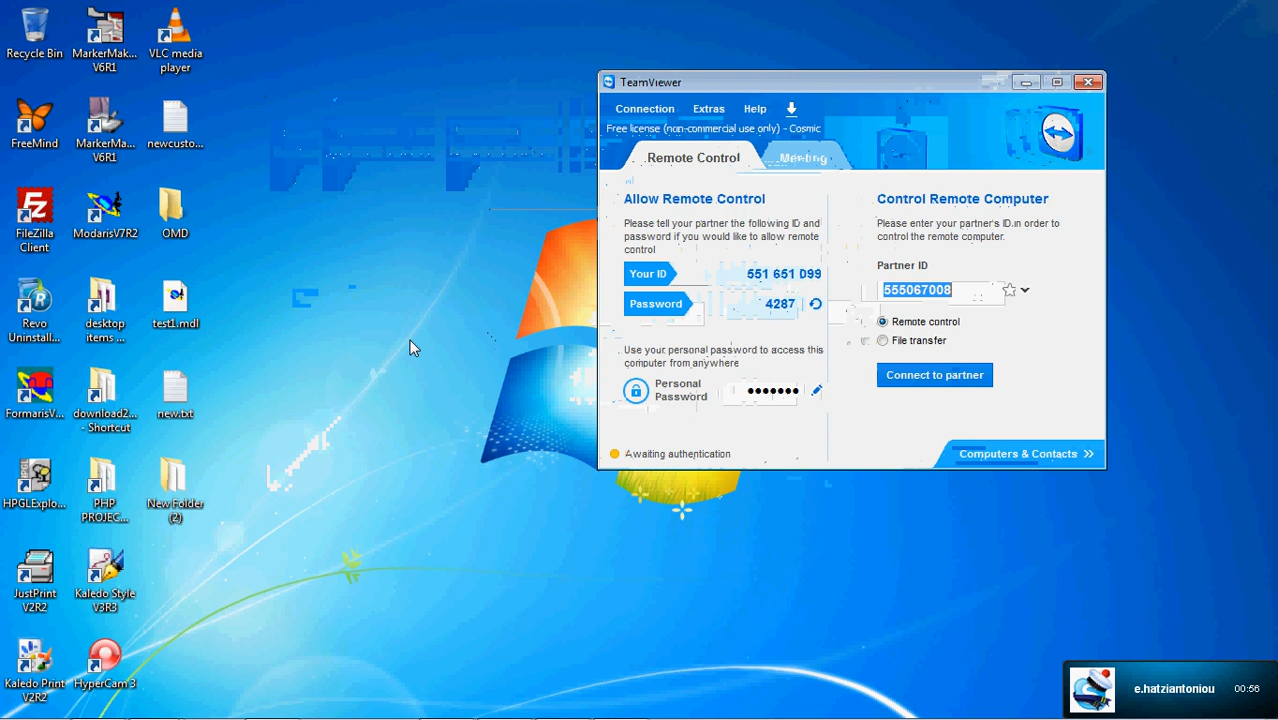 Recycle Bin
MarkerMak...
V6R1
VLC media
player
FreeMind
MarkerMa...
V6R1
newcusto...
FileZilla
Client
ModarisV7R2
OMD
Revo
Uninstall...
desktop
items ...
test1.mdl
FormarisV...
download2...
- Shortcut
new.txt
HPGLExplo...
PHP
PROJEC...
New Folder
(2)
JustPrint
V2R2
Kaledo Style
V3R3
Kaledo Print
V2R2
HyperCam 3
TeamViewer
Connection Extras Help
Free license (non-commercial use only) - Cosmic
Remote Control Meeting
Allow Remote Control
Please tell your partner the following ID and
password if you would like to allow remote
control
Your ID 551 651 099
Password 4287
Use your personal password to access this
computer from anywhere
Personal
Password
Awaiting authentication
Control Remote Computer
Please enter your partner's ID in order to
control the remote computer.
Partner ID
555067008
Remote control
File transfer
Connect to partner
Computers & Contacts
e.hatziantoniou 00:56